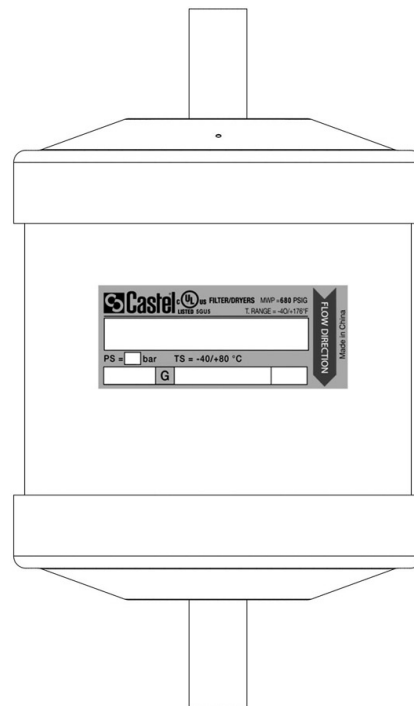 Castel c UL us FILTER/DRYERS MWP =680 PSIG
LISTED SGUS T. RANGE = -40/+176°F
PS = bar TS = -40/+80 °C
G
FLOW DIRECTION
Made in China